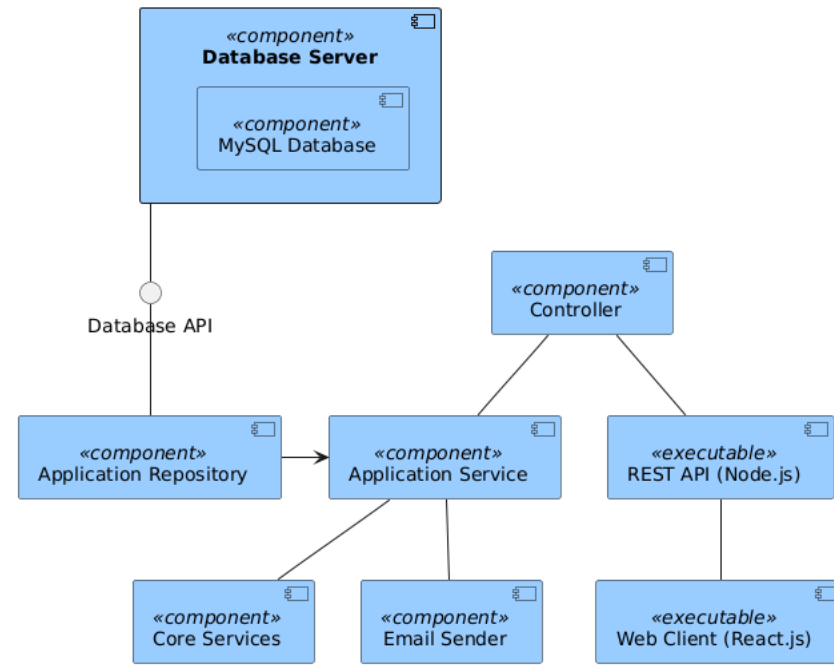 «component»
Database Server
«component»
MySQL Database
«component»
Controller
Database API
«component»
Application Repository
«component»
Application Service
«executable»
REST API (Node.js)
«component»
Core Services
«component»
Email Sender
«executable»
Web Client (React.js)